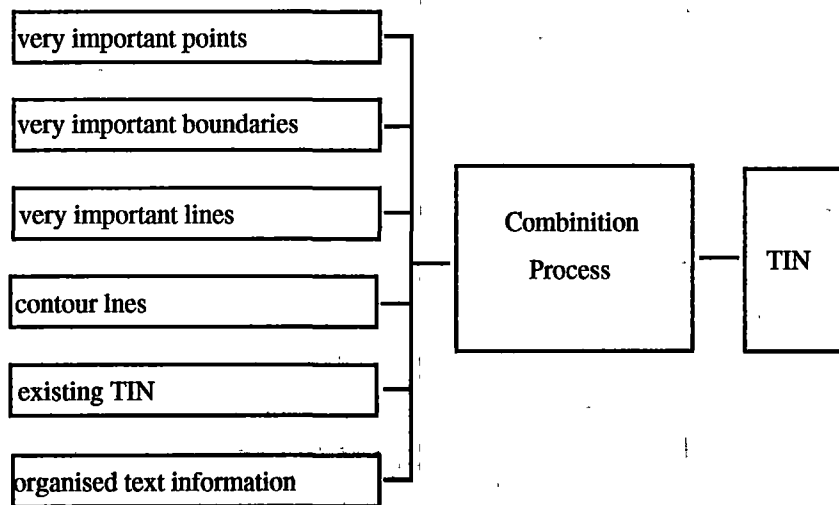 very important points
very important boundaries
very important lines
contour lnes
existing TIN
organised text information
Combinition
Process
TIN